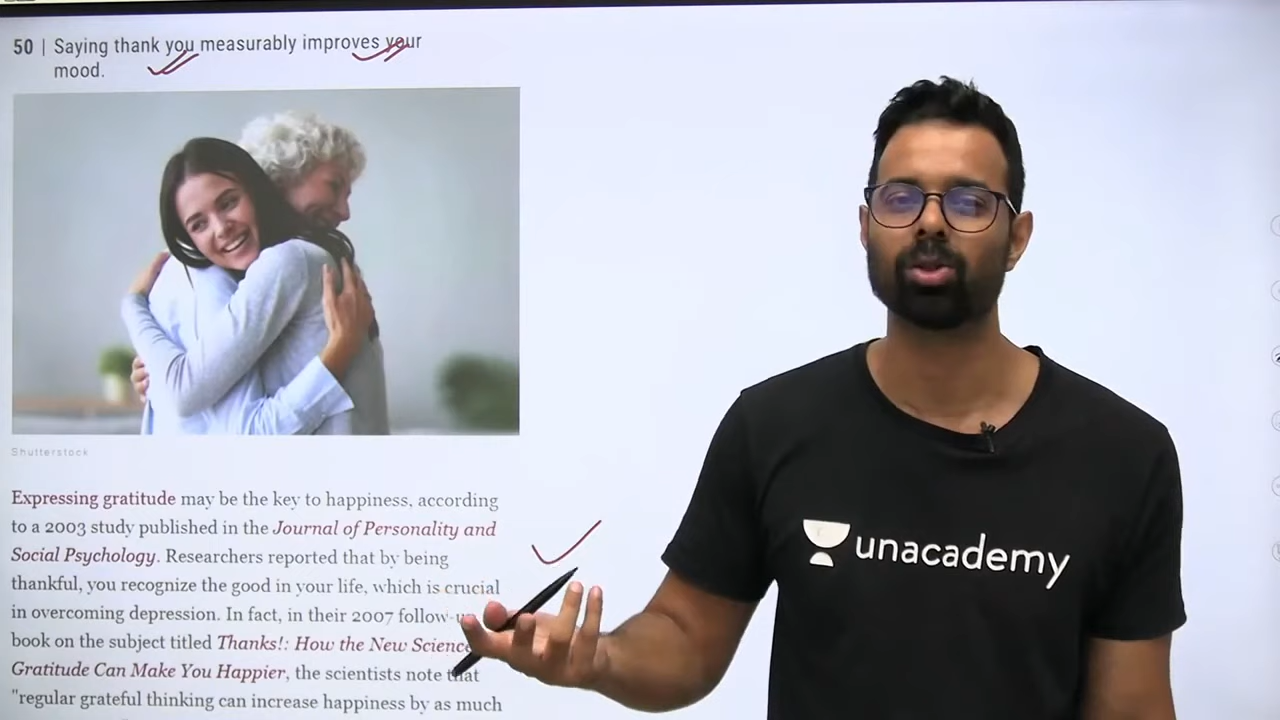 50 | Saying thank you measurably improves your
mood.
Shutterstock
Expressing gratitude may be the key to happiness, according
to a 2003 study published in the Journal of Personality and
Social Psychology. Researchers reported that by being
thankful, you recognize the good in your life, which is crucial
in overcoming depression. In fact, in their 2007 follow-up
book on the subject titled Thanks!: How the New Science
Gratitude Can Make You Happier, the scientists note that
"regular grateful thinking can increase happiness by as much
unacademy